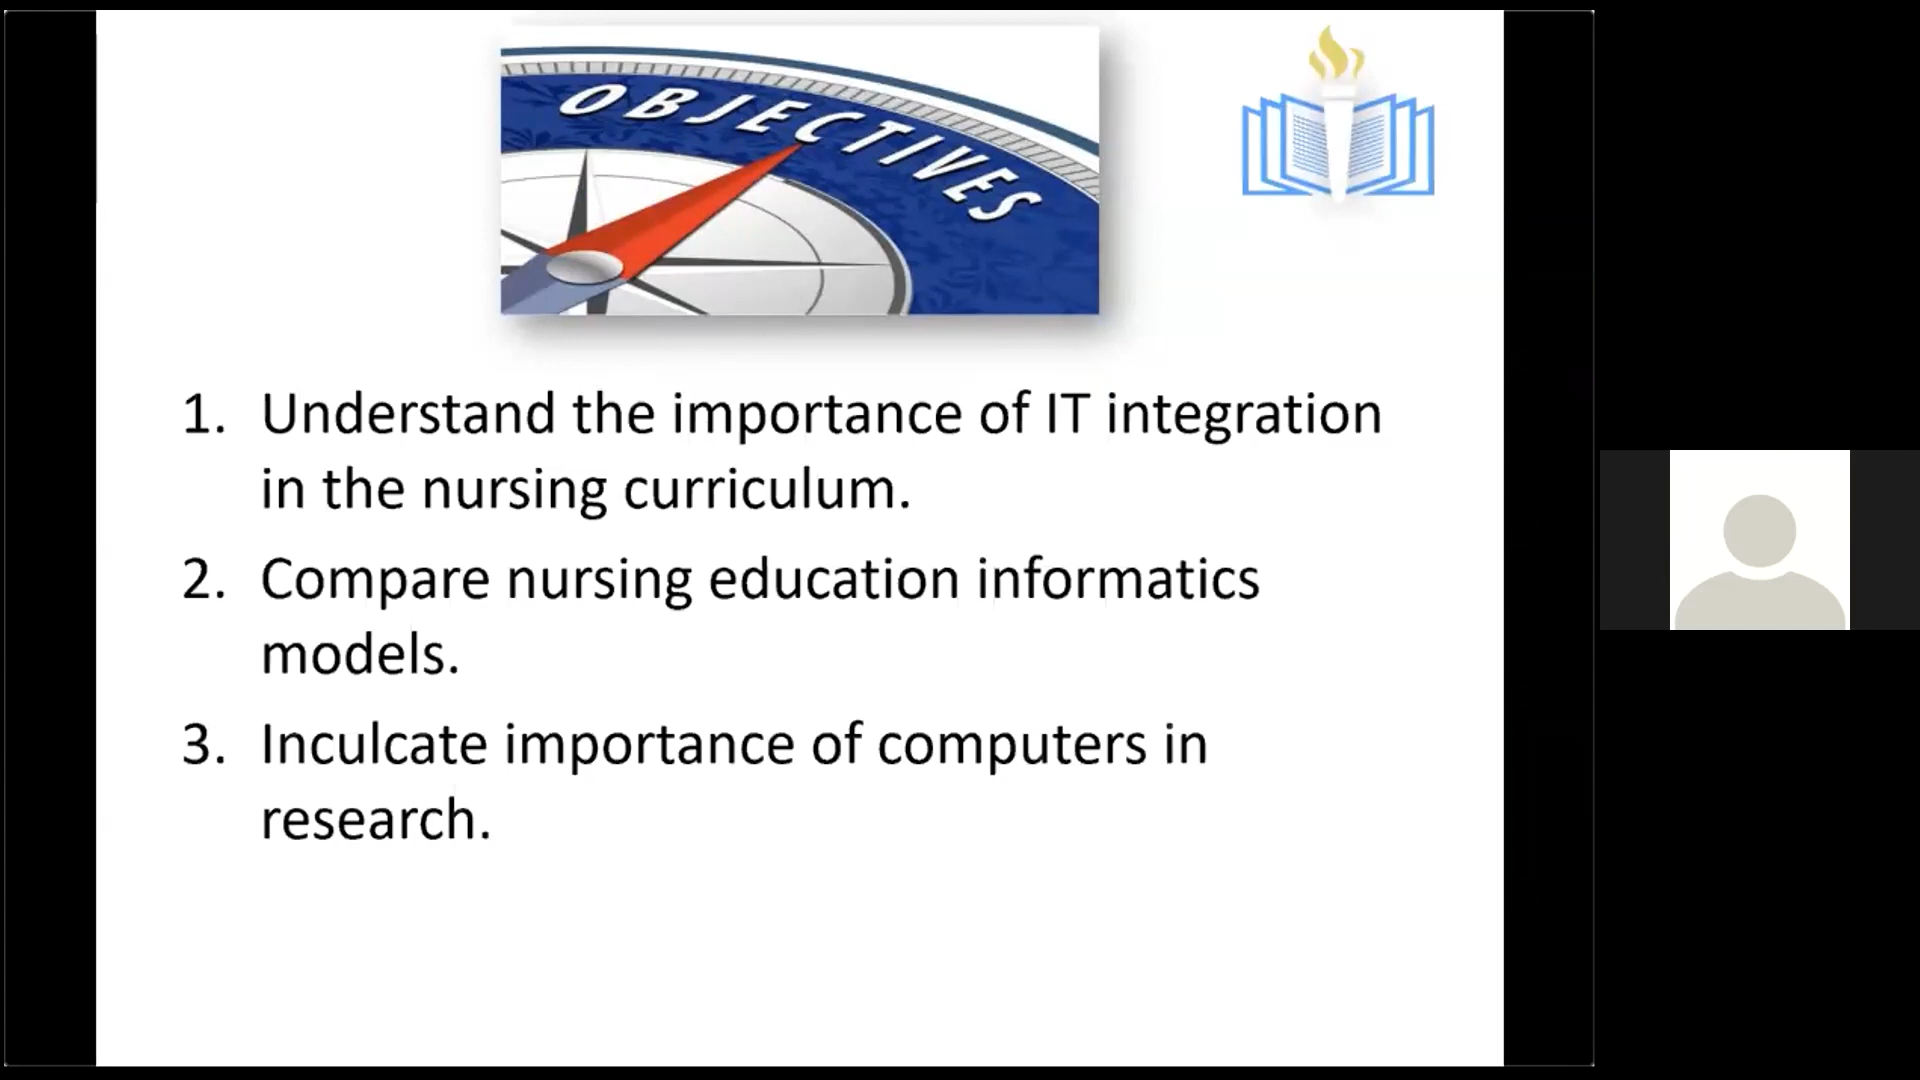 OBJECTIVES
1. Understand the importance of IT integration
in the nursing curriculum.
2. Compare nursing education informatics
models.
3. Inculcate importance of computers in
research.